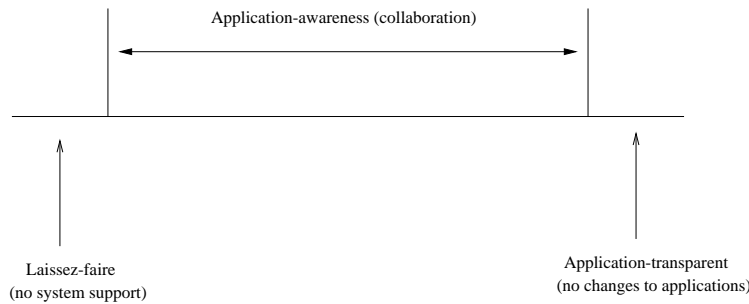 Application-awareness (collaboration)
Laissez-faire
(no system support)
Application-transparent
(no changes to applications)